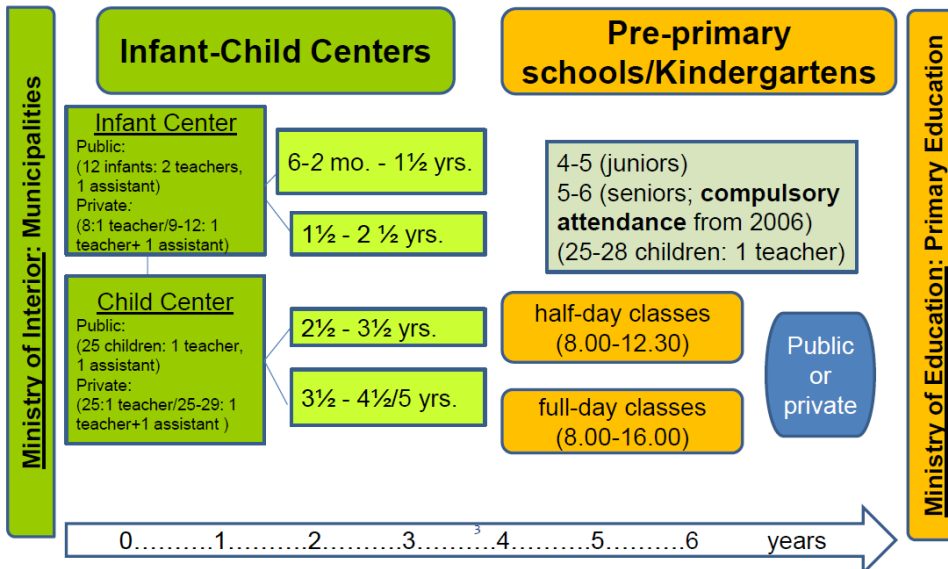 Ministry of Interior: Municipalities
Infant-Child Centers
Infant Center
Public:
(12 infants: 2 teachers,
1 assistant)
Private:
(8:1 teacher/9-12: 1
teacher+ 1 assistant)
6-2 mo. - 1½ yrs.
1½ - 2 ½ yrs.
Child Center
Public:
(25 children: 1 teacher,
1 assistant)
Private:
(25:1 teacher/25-29: 1
teacher+1 assistant )
2½ - 3½ yrs.
3½ - 4½/5 yrs.
Pre-primary
schools/Kindergartens
4-5 (juniors)
5-6 (seniors; compulsory
attendance from 2006)
(25-28 children: 1 teacher)
half-day classes
(8.00-12.30)
full-day classes
(8.00-16.00)
Public
or
private
Ministry of Education: Primary Education
3
0.........1.........2.........3.........4.........5.........6 years